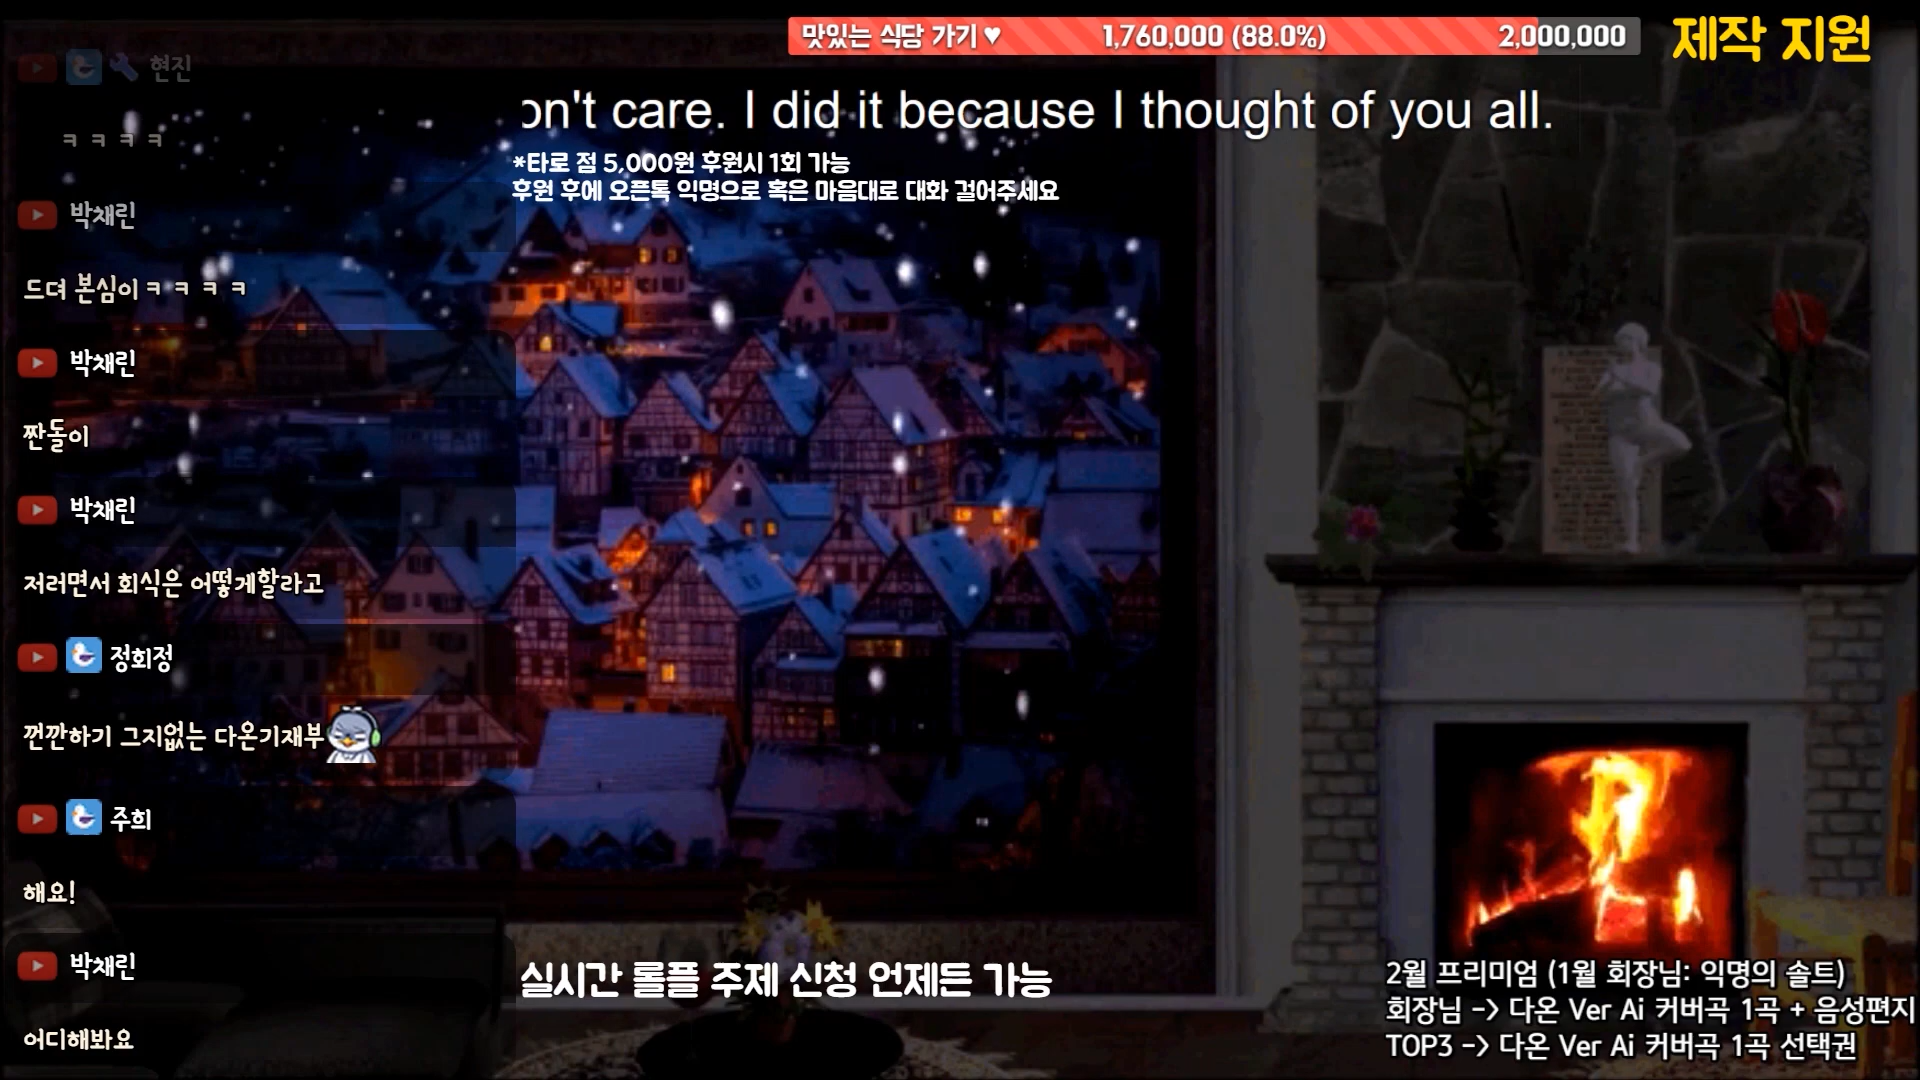 맛있는 식당 가기 ♥ 1,760,000 (88.0%) 2,000,000
제작 지원
on't care. I did it because I thought of you all.
*타로 점 5,000원 후원시 1회 가능
후원 후에 오픈톡 익명으로 혹은 마음대로 대화 걸어주세요
현진
ㅋㅋㅋㅋ
박채린
드뎌 본심이ㅋㅋㅋㅋ
박채린
짠돌이
박채린
저러면서 회식은 어떻게할라고
정회정
껀깐하기 그지없는 다온기재부
주희
해요!
박채린
어디해봐요
실시간 롤플 주제 신청 언제든 가능
2월 프리미엄 (1월 회장님: 익명의 솔트)
회장님 -> 다온 Ver Ai 커버곡 1곡 + 음성편지
TOP3 -> 다온 Ver Ai 커버곡 1곡 선택권